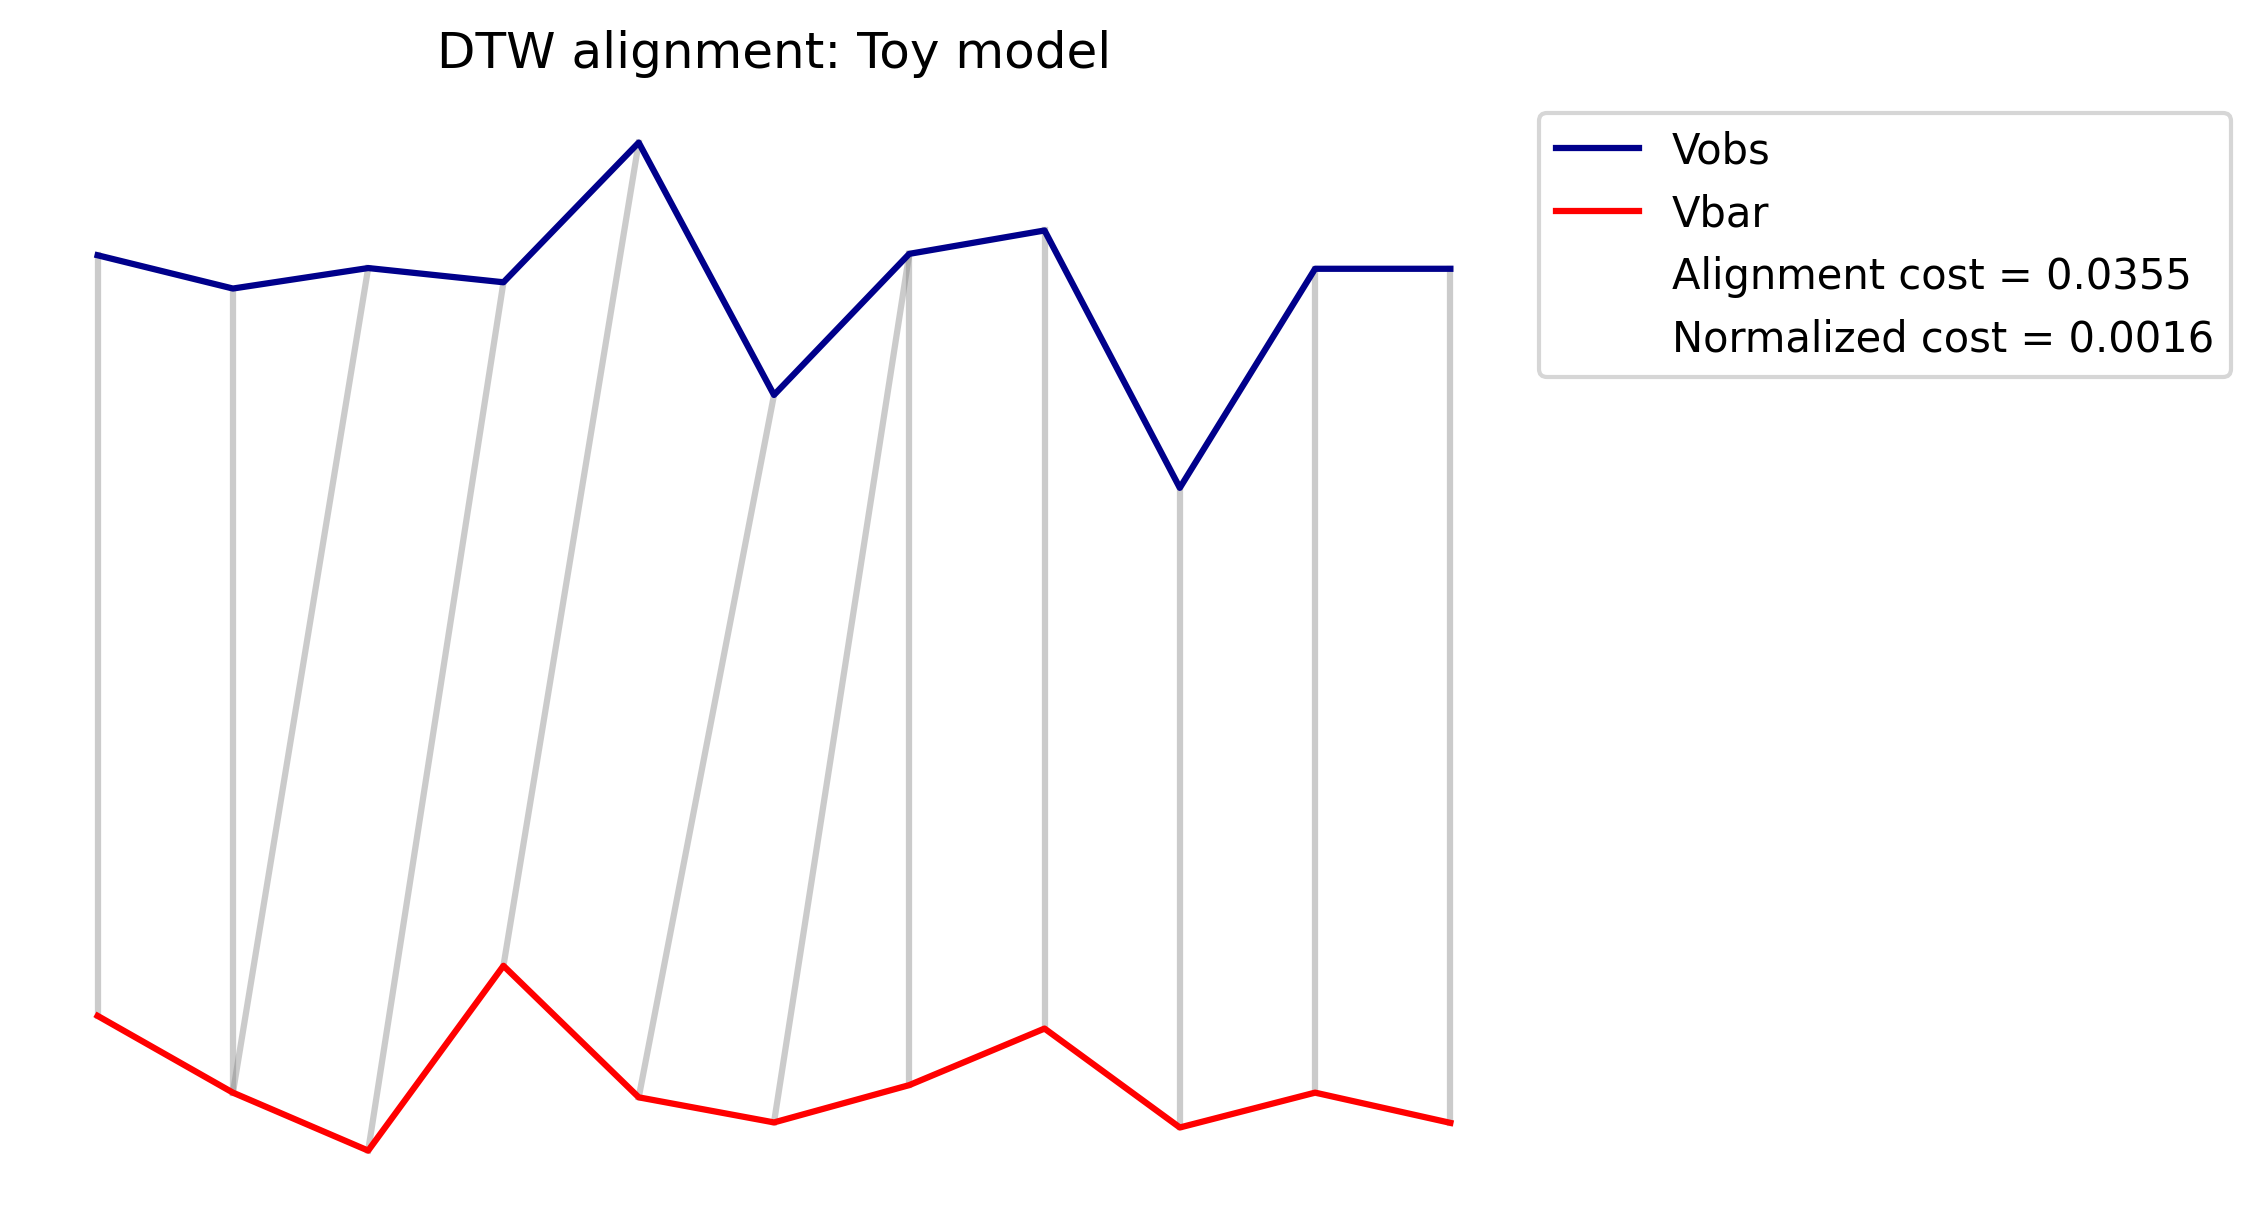 DTW alignment: Toy model
Vobs
Vbar
Alignment cost = 0.0355
Normalized cost = 0.0016